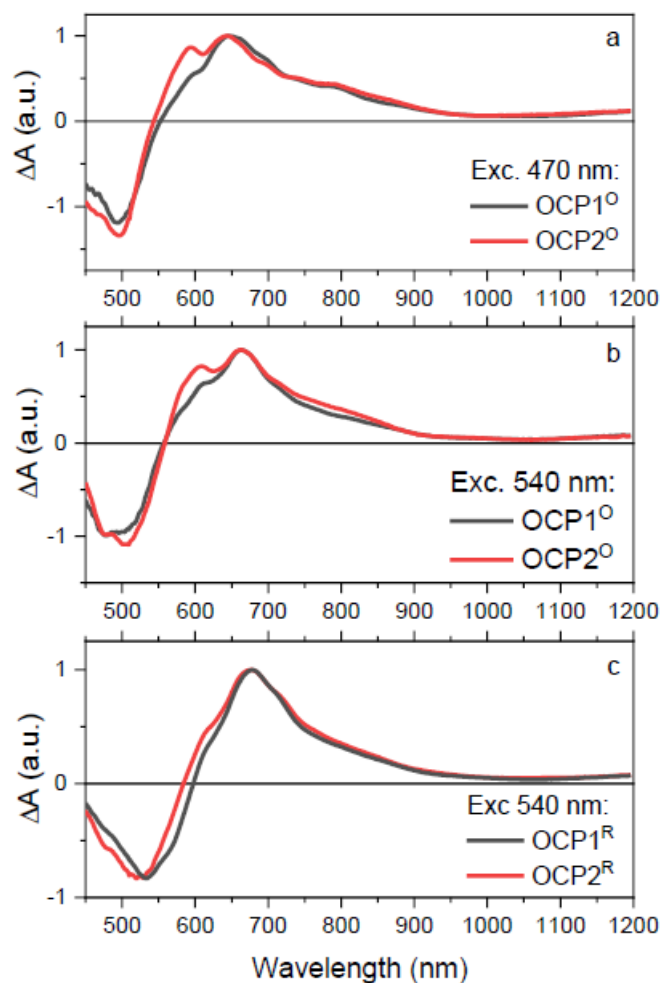 a
1
0
-1
ΔA (a.u.)
Exc. 470 nm:
OCP1ᴼ
OCP2ᴼ
500 600 700 800 900 1000 1100 1200
b
1
0
-1
ΔA (a.u.)
Exc. 540 nm:
OCP1ᴼ
OCP2ᴼ
500 600 700 800 900 1000 1100 1200
c
1
0
-1
ΔA (a.u.)
Exc 540 nm:
OCP1ᴿ
OCP2ᴿ
500 600 700 800 900 1000 1100 1200
Wavelength (nm)